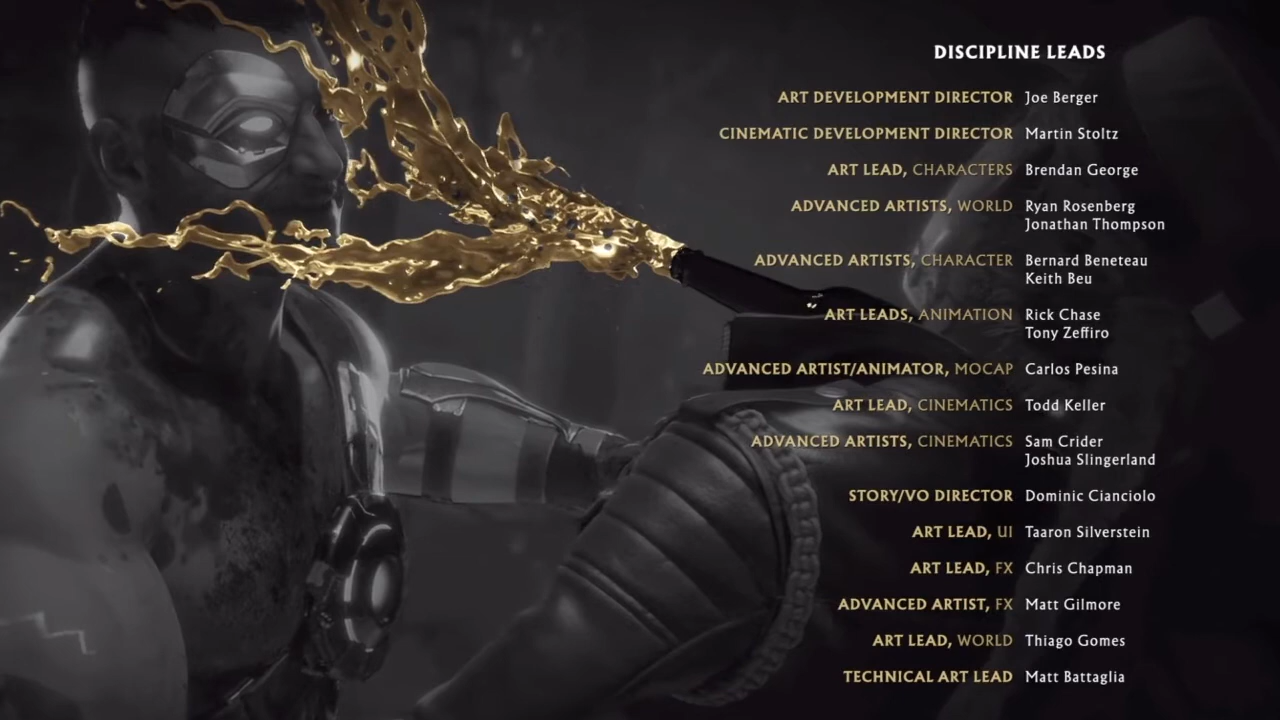 DISCIPLINE LEADS
ART DEVELOPMENT DIRECTOR Joe Berger
CINEMATIC DEVELOPMENT DIRECTOR Martin Stoltz
ART LEAD, CHARACTERS Brendan George
ADVANCED ARTISTS, WORLD Ryan Rosenberg
Jonathan Thompson
ADVANCED ARTISTS, CHARACTER Bernard Beneteau
Keith Beu
ART LEADS, ANIMATION Rick Chase
Tony Zeffiro
ADVANCED ARTIST/ANIMATOR, MOCAP Carlos Pesina
ART LEAD, CINEMATICS Todd Keller
ADVANCED ARTISTS, CINEMATICS Sam Crider
Joshua Slingerland
STORY/VO DIRECTOR Dominic Cianciolo
ART LEAD, UI Taaron Silverstein
ART LEAD, FX Chris Chapman
ADVANCED ARTIST, FX Matt Gilmore
ART LEAD, WORLD Thiago Gomes
TECHNICAL ART LEAD Matt Battaglia